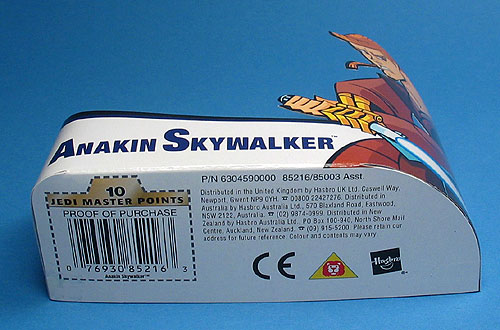 ANAKIN SKYWALKER™
P/N 6304590000 85216/85003 Asst.
10
JEDI MASTER POINTS
PROOF OF PURCHASE
0 76930 85216 3
Anakin Skywalker™
Distributed in the United Kingdom by Hasbro UK Ltd. Caswell Way,
Newport, Gwent NP9 0YH. ☎ 00800 22427276. Distributed in
Australia by Hasbro Australia Ltd., 570 Blaxland Road, Eastwood,
NSW 2122, Australia. ☎ (02) 9874-0999. Distributed in New
Zealand by Hasbro Australia Ltd. P.O Box 100-940, North Shore Mail
Centre, Auckland, New Zealand. ☎ (09) 915-5200. Please retain our
address for future reference. Colour and contents may vary.
CE
Hasbro